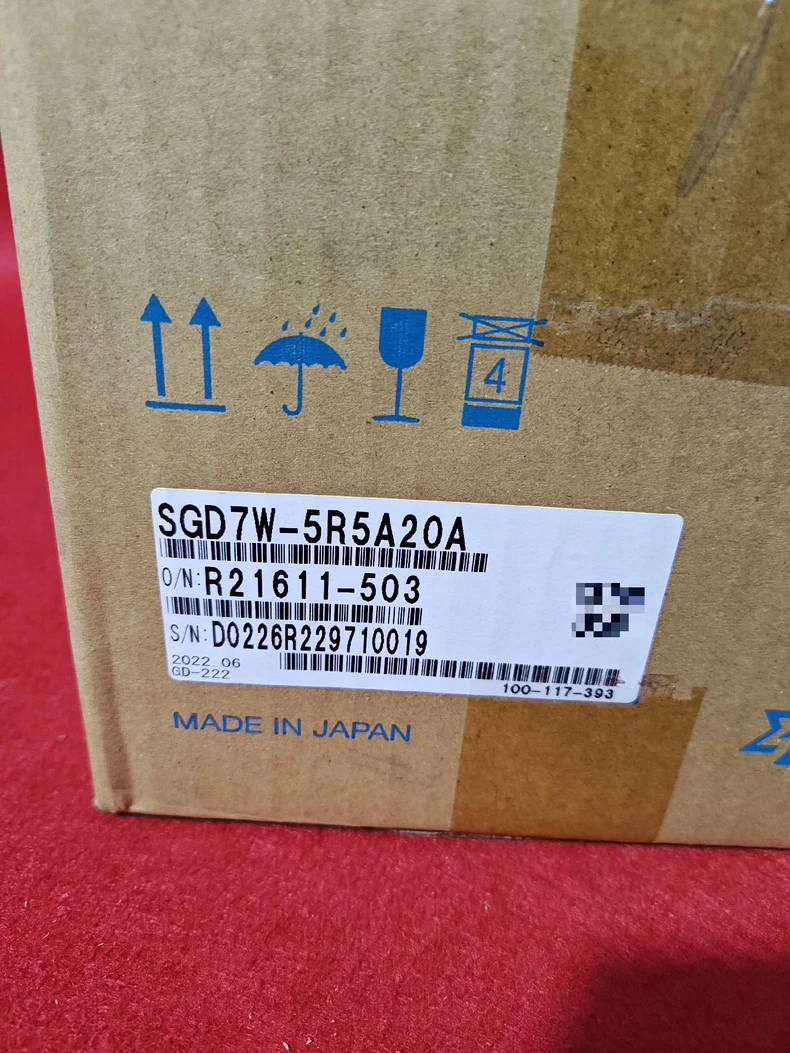 4
SGD7W-5R5A20A
O/N:R21611-503
S/N:D0226R229710019
2022.06
GD-222
100-117-393
MADE IN JAPAN